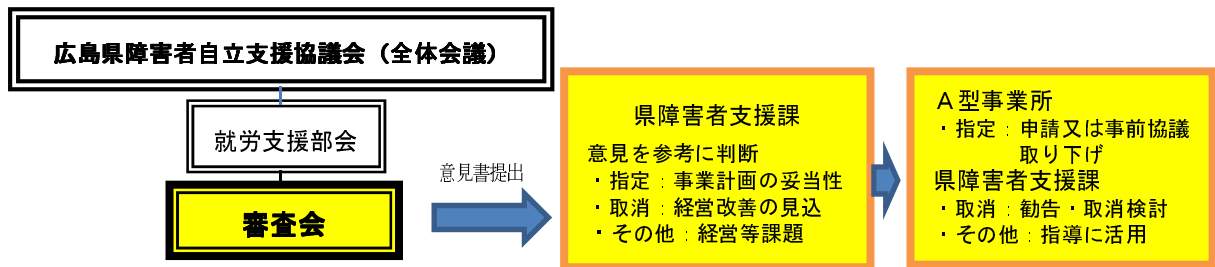 広島県障害者自立支援協議会（全体会議）
就労支援部会
審査会
意見書提出
県障害者支援課
意見を参考に判断
・指定：事業計画の妥当性
・取消：経営改善の見込
・その他：経営等課題
Ａ型事業所
・指定：申請又は事前協議
取り下げ
県障害者支援課
・取消：勧告・取消検討
・その他：指導に活用